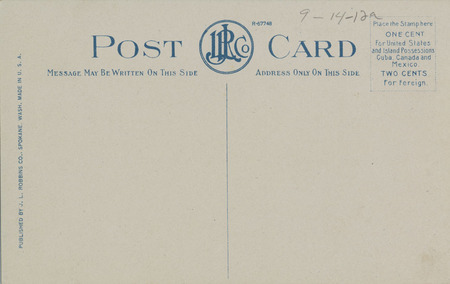 R-67748
9-14-12a
POST CARD
JLR Co
MESSAGE MAY BE WRITTEN ON THIS SIDE
ADDRESS ONLY ON THIS SIDE
Place the Stamp here
ONE CENT
For United States
and Island Possessions
Cuba, Canada and
Mexico.
TWO CENTS
For Foreign.
PUBLISHED BY J. L. ROBBINS CO., SPOKANE, WASH. MADE IN U. S. A.